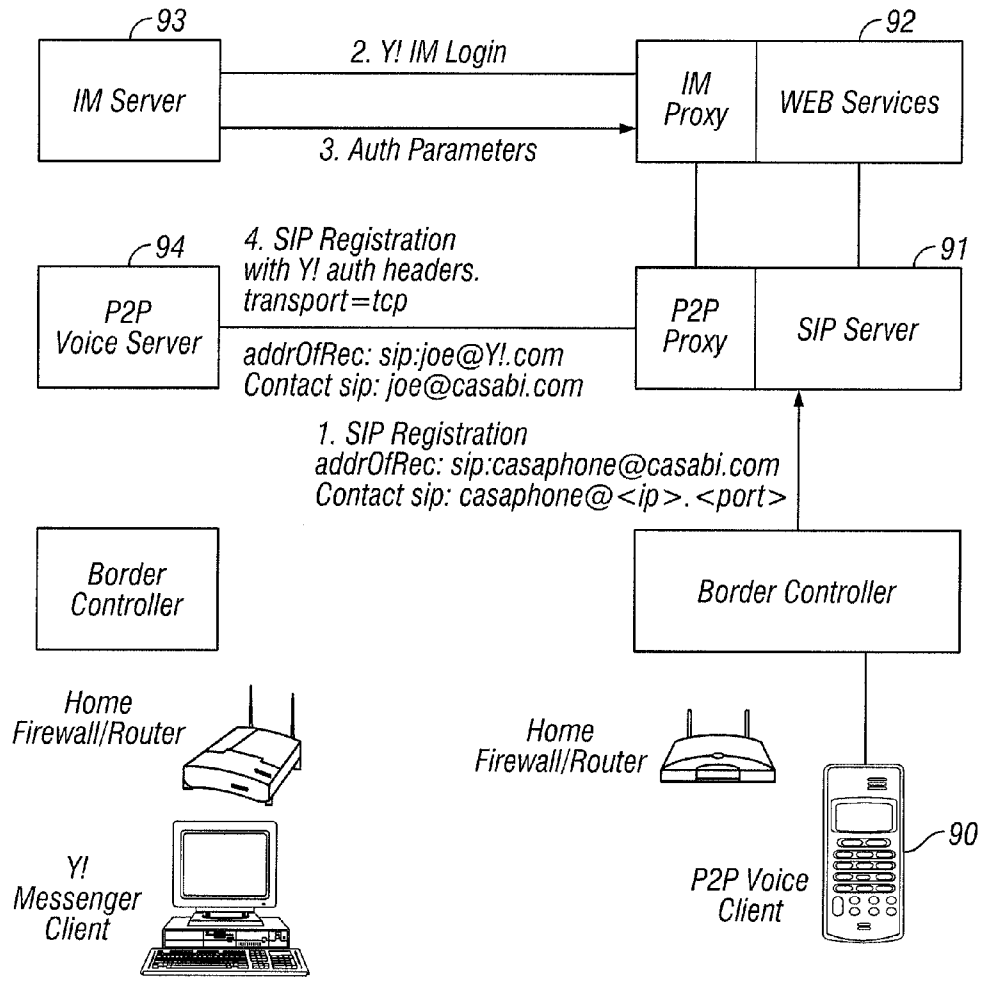 93
IM Server
2. Y! IM Login
3. Auth Parameters
92
IM
Proxy
WEB Services
94
P2P
Voice Server
4. SIP Registration
with Y! auth headers.
transport=tcp
addrOfRec: sip:joe@Y!.com
Contact sip: joe@casabi.com
91
P2P
Proxy
SIP Server
1. SIP Registration
addrOfRec: sip:casaphone@casabi.com
Contact sip: casaphone@<ip>.<port>
Border
Controller
Border Controller
Home
Firewall/Router
Home
Firewall/Router
Y!
Messenger
Client
P2P Voice
Client
90